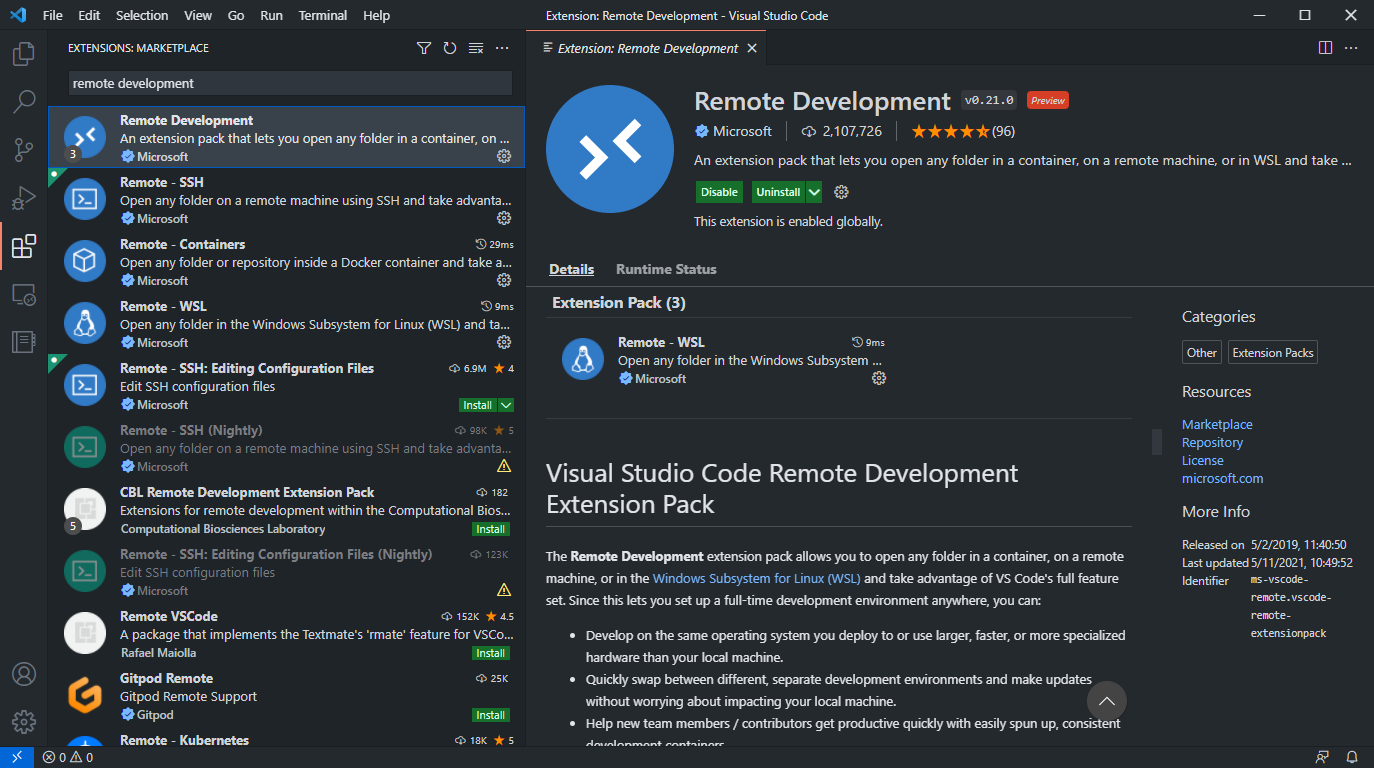 File Edit Selection View Go Run Terminal Help
Extension: Remote Development - Visual Studio Code
EXTENSIONS: MARKETPLACE
remote development
Remote Development
An extension pack that lets you open any folder in a container, on ...
3
Microsoft
Remote - SSH
Open any folder on a remote machine using SSH and take advanta...
Microsoft
Remote - Containers 29ms
Open any folder or repository inside a Docker container and take a...
Microsoft
Remote - WSL 9ms
Open any folder in the Windows Subsystem for Linux (WSL) and ta...
Microsoft
Remote - SSH: Editing Configuration Files 6.9M 4
Edit SSH configuration files
Microsoft Install
Remote - SSH (Nightly) 98K 5
Open any folder on a remote machine using SSH and take advanta...
Microsoft
CBL Remote Development Extension Pack 182
Extensions for remote development within the Computational Bios...
5
Computational Biosciences Laboratory Install
Remote - SSH: Editing Configuration Files (Nightly) 123K
Edit SSH configuration files
Microsoft
Remote VSCode 152K 4.5
A package that implements the Textmate's 'rmate' feature for VSCo...
Rafael Maiolla Install
Gitpod Remote 25K
Gitpod Remote Support
Gitpod Install
Remote - Kubernetes 18K 5
Extension: Remote Development
Remote Development v0.21.0 Preview
Microsoft 2,107,726 (96)
An extension pack that lets you open any folder in a container, on a remote machine, or in WSL and take ...
Disable Uninstall
This extension is enabled globally.
Details Runtime Status
Extension Pack (3)
Remote - WSL 9ms
Open any folder in the Windows Subsystem ...
Microsoft
Visual Studio Code Remote Development
Extension Pack
The Remote Development extension pack allows you to open any folder in a container, on a remote
machine, or in the Windows Subsystem for Linux (WSL) and take advantage of VS Code's full feature
set. Since this lets you set up a full-time development environment anywhere, you can:
• Develop on the same operating system you deploy to or use larger, faster, or more specialized
hardware than your local machine.
• Quickly swap between different, separate development environments and make updates
without worrying about impacting your local machine.
• Help new team members / contributors get productive quickly with easily spun up, consistent
development containers
Categories
Other Extension Packs
Resources
Marketplace
Repository
License
microsoft.com
More Info
Released on 5/2/2019, 11:40:50
Last updated 5/11/2021, 10:49:52
Identifier ms-vscode-
remote.vscode-
remote-
extensionpack
0 0